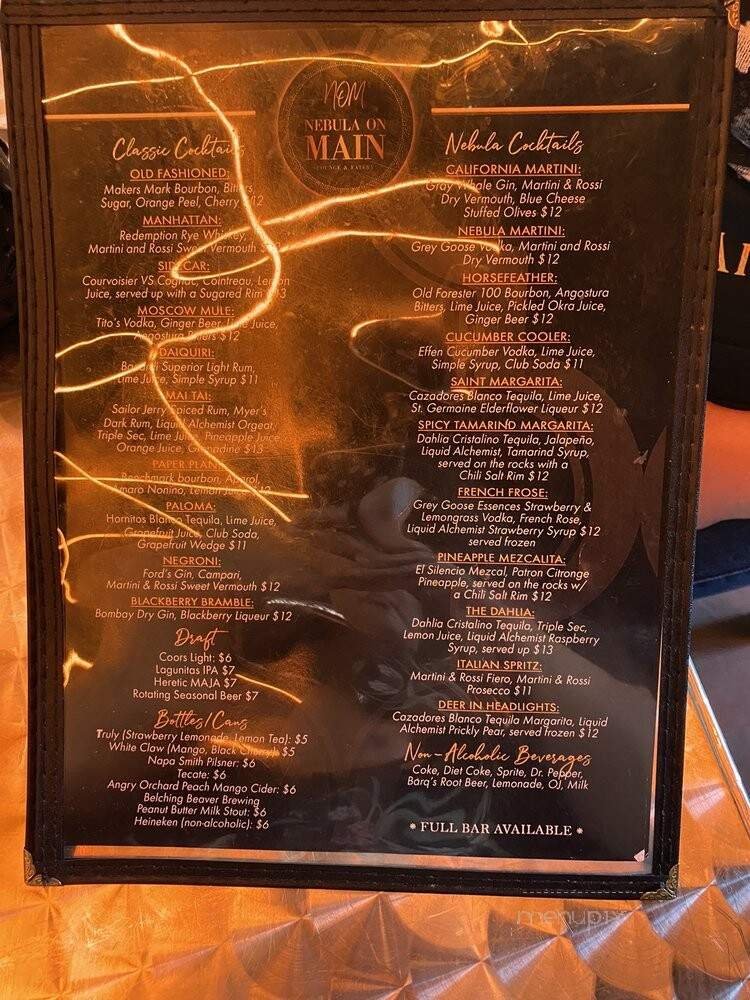 NOM
NEBULA ON
MAIN
LOUNGE & EATERY
Classic Cocktails
OLD FASHIONED:
Makers Mark Bourbon, Bitters,
Sugar, Orange Peel, Cherry $12
MANHATTAN:
Redemption Rye Whiskey,
Martini and Rossi Sweet Vermouth
SIDECAR:
Courvoisier VS Cognac, Cointreau, Lemon
Juice, served up with a Sugared Rim $13
MOSCOW MULE:
Tito's Vodka, Ginger Beer, Lime Juice,
Angostura Bitters $12
DAIQUIRI:
Bacardi Superior Light Rum,
Lime Juice, Simple Syrup $11
MAI TAI:
Sailor Jerry Spiced Rum, Myer's
Dark Rum, Liquid Alchemist Orgeat,
Triple Sec, Lime Juice, Pineapple Juice
Orange Juice, Grenadine $13
PAPER PLANE:
Benchmark bourbon, Aperol,
Amaro Nonino, Lemon Juice $12
PALOMA:
Hornitos Blanco Tequila, Lime Juice,
Grapefruit Juice, Club Soda,
Grapefruit Wedge $11
NEGRONI:
Ford's Gin, Campari,
Martini & Rossi Sweet Vermouth $12
BLACKBERRY BRAMBLE:
Bombay Dry Gin, Blackberry Liqueur $12
Draft
Coors Light: $6
Lagunitas IPA $7
Heretic MAJA $7
Rotating Seasonal Beer $7
Bottles/Cans
Truly (Strawberry Lemonade, Lemon Tea): $5
White Claw (Mango, Black Cherry): $5
Napa Smith Pilsner: $6
Tecate: $6
Angry Orchard Peach Mango Cider: $6
Belching Beaver Brewing
Peanut Butter Milk Stout: $6
Heineken (non-alcoholic): $6
Nebula Cocktails
CALIFORNIA MARTINI:
Gray Whale Gin, Martini & Rossi
Dry Vermouth, Blue Cheese
Stuffed Olives $12
NEBULA MARTINI:
Grey Goose Vodka, Martini and Rossi
Dry Vermouth $12
HORSEFEATHER:
Old Forester 100 Bourbon, Angostura
Bitters, Lime Juice, Pickled Okra Juice,
Ginger Beer $12
CUCUMBER COOLER:
Effen Cucumber Vodka, Lime Juice,
Simple Syrup, Club Soda $11
SAINT MARGARITA:
Cazadores Blanco Tequila, Lime Juice,
St. Germaine Elderflower Liqueur $12
SPICY TAMARIND MARGARITA:
Dahlia Cristalino Tequila, Jalapeño,
Liquid Alchemist, Tamarind Syrup,
served on the rocks with a
Chili Salt Rim $12
FRENCH FROSE:
Grey Goose Essences Strawberry &
Lemongrass Vodka, French Rose,
Liquid Alchemist Strawberry Syrup $12
served frozen
PINEAPPLE MEZCALITA:
El Silencio Mezcal, Patron Citronge
Pineapple, served on the rocks w/
a Chili Salt Rim $12
THE DAHLIA:
Dahlia Cristalino Tequila, Triple Sec,
Lemon Juice, Liquid Alchemist Raspberry
Syrup, served up $13
ITALIAN SPRITZ:
Martini & Rossi Fiero, Martini & Rossi
Prosecco $11
DEER IN HEADLIGHTS:
Cazadores Blanco Tequila Margarita, Liquid
Alchemist Prickly Pear, served frozen $12
Non-Alcoholic Beverages
Coke, Diet Coke, Sprite, Dr. Pepper,
Barq's Root Beer, Lemonade, OJ, Milk
* FULL BAR AVAILABLE *